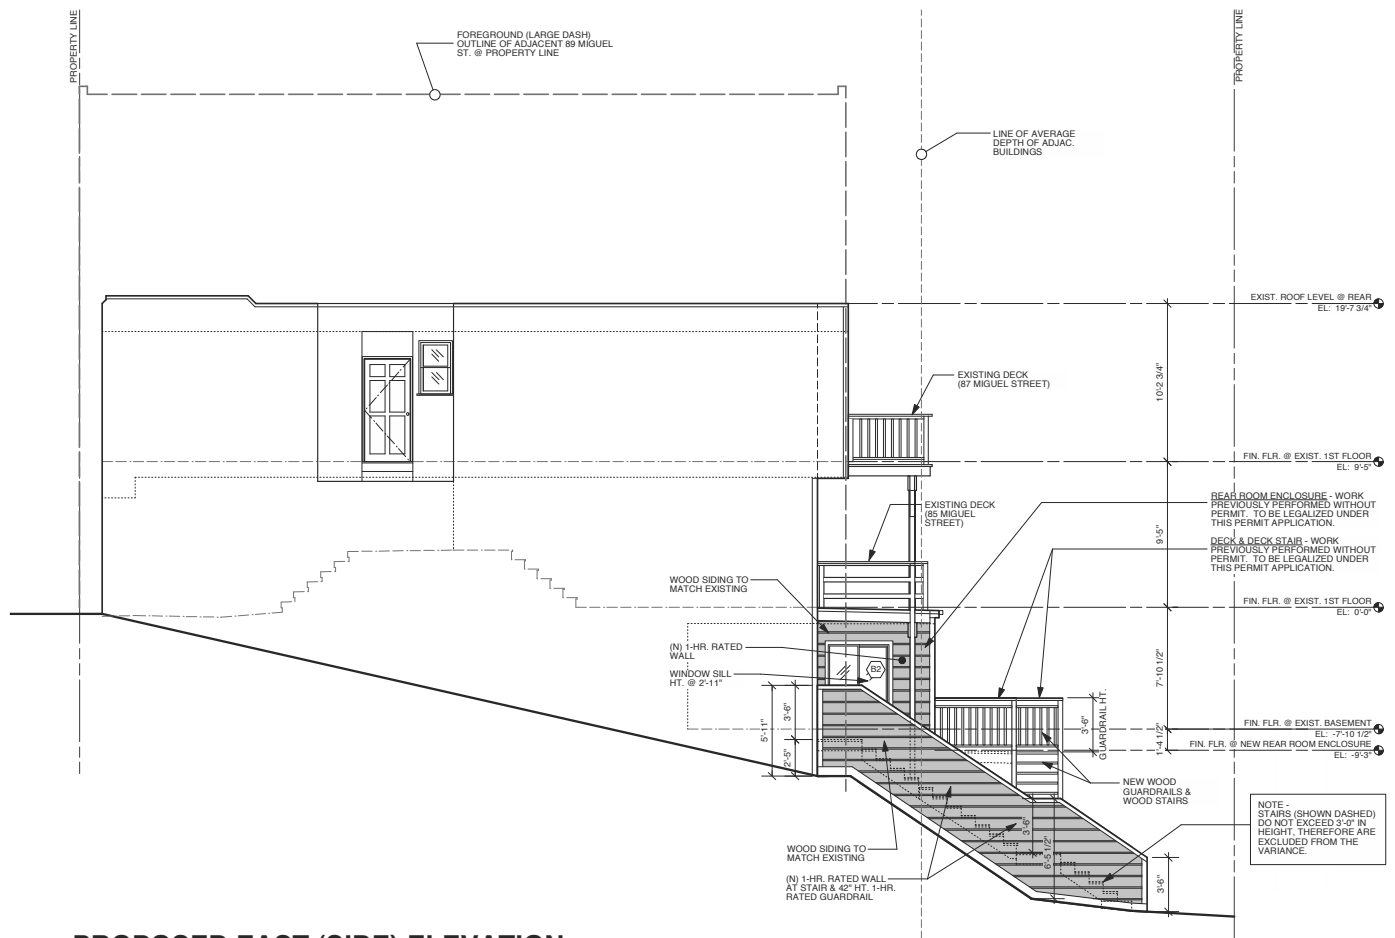 PROPERTY LINE
FOREGROUND (LARGE DASH)
OUTLINE OF ADJACENT 89 MIGUEL
ST. @ PROPERTY LINE
PROPERTY LINE
LINE OF AVERAGE
DEPTH OF ADJAC.
BUILDINGS
EXIST. ROOF LEVEL @ REAR
EL: 19'-7 3/4"
10'-2 3/4"
EXISTING DECK
(87 MIGUEL STREET)
FIN. FLR. @ EXIST. 1ST FLOOR
EL: 9'-5"
REAR ROOM ENCLOSURE - WORK
PREVIOUSLY PERFORMED WITHOUT
PERMIT. TO BE LEGALIZED UNDER
THIS PERMIT APPLICATION.
EXISTING DECK
(85 MIGUEL
STREET)
9'-5"
DECK & DECK STAIR - WORK
PREVIOUSLY PERFORMED WITHOUT
PERMIT. TO BE LEGALIZED UNDER
THIS PERMIT APPLICATION.
WOOD SIDING TO
MATCH EXISTING
FIN. FLR. @ EXIST. 1ST FLOOR
EL: 0'-0"
(N) 1-HR. RATED
WALL
WINDOW SILL
HT. @ 2'-11"
B2
7'-10 1/2"
5'-11"
3'-6"
2'-5"
3'-6"
GUARDRAIL HT.
FIN. FLR. @ EXIST. BASEMENT
EL: -7'-10 1/2"
1'-4 1/2"
FIN. FLR. @ NEW REAR ROOM ENCLOSURE
EL: -9'-3"
NEW WOOD
GUARDRAILS &
WOOD STAIRS
NOTE -
STAIRS (SHOWN DASHED)
DO NOT EXCEED 3'-0" IN
HEIGHT, THEREFORE ARE
EXCLUDED FROM THE
VARIANCE.
3'-6"
6'-5 1/2"
WOOD SIDING TO
MATCH EXISTING
(N) 1-HR. RATED WALL
AT STAIR & 42" HT. 1-HR.
RATED GUARDRAIL
3'-6"
PROPOSED EAST (SIDE) ELEVATION